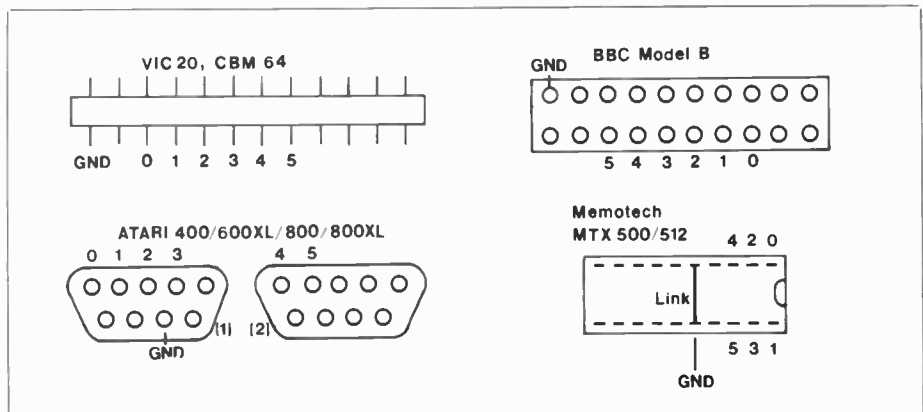 VIC 20, CBM 64
GND 0 1 2 3 4 5
BBC Model B
GND
5 4 3 2 1 0
ATARI 400/600XL/800/800XL
0 1 2 3
4 5
(1) (2)
GND
Memotech
MTX 500/512
4 2 0
Link
5 3 1
GND